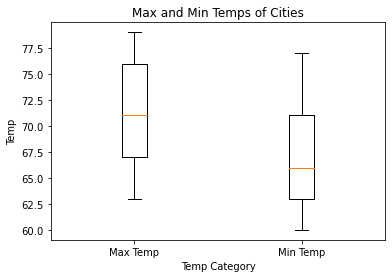 Max and Min Temps of Cities
Temp
77.5
75.0
72.5
70.0
67.5
65.0
62.5
60.0
Max Temp
Min Temp
Temp Category